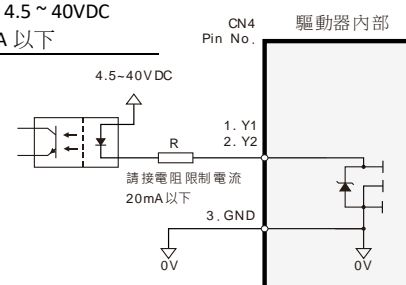 4.5 ~ 40VDC
A 以下
CN4
Pin No.
驅動器內部
4.5~40VDC
1. Y1
2. Y2
R
請接電阻限制電流
20mA以下
3. GND
0V
0V